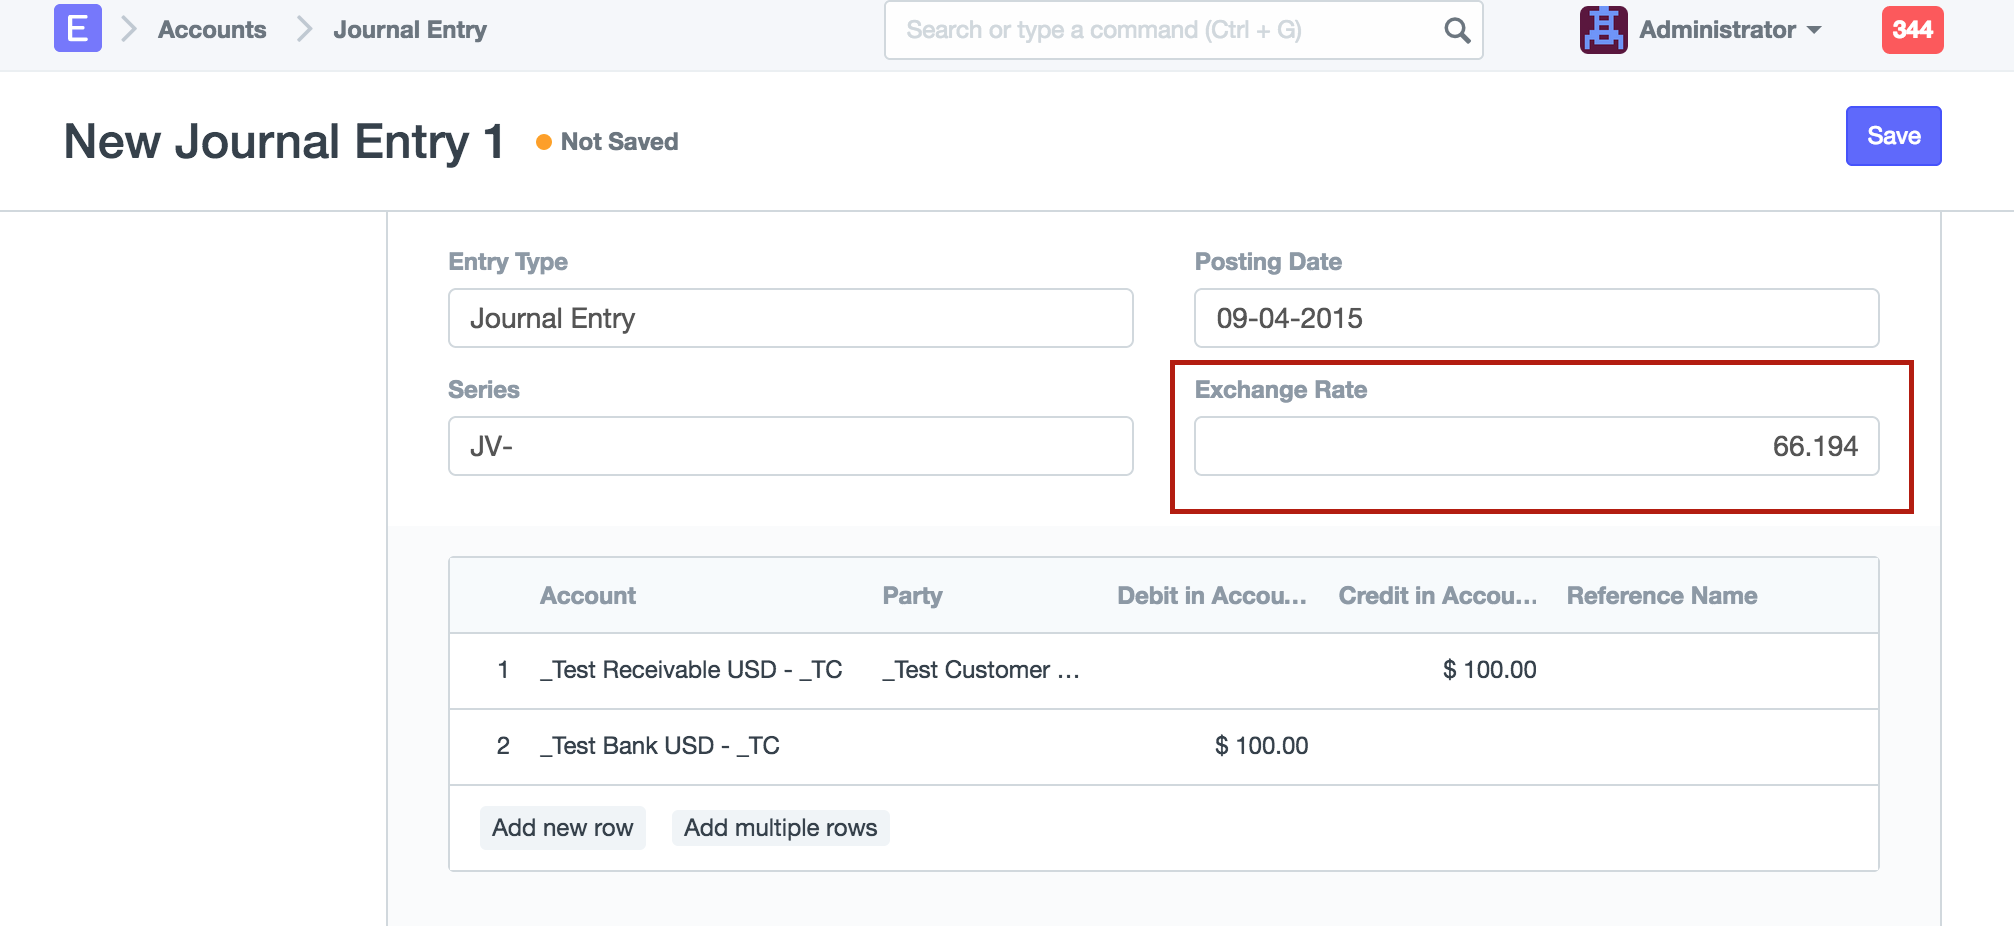 E Accounts Journal Entry Search or type a command (Ctrl + G) Administrator 344
New Journal Entry 1 Not Saved Save
Entry Type Posting Date
Journal Entry 09-04-2015
Series Exchange Rate
JV- 66.194
Account Party Debit in Accou... Credit in Accou... Reference Name
1 _Test Receivable USD - _TC _Test Customer ... $ 100.00
2 _Test Bank USD - _TC $ 100.00
Add new row Add multiple rows